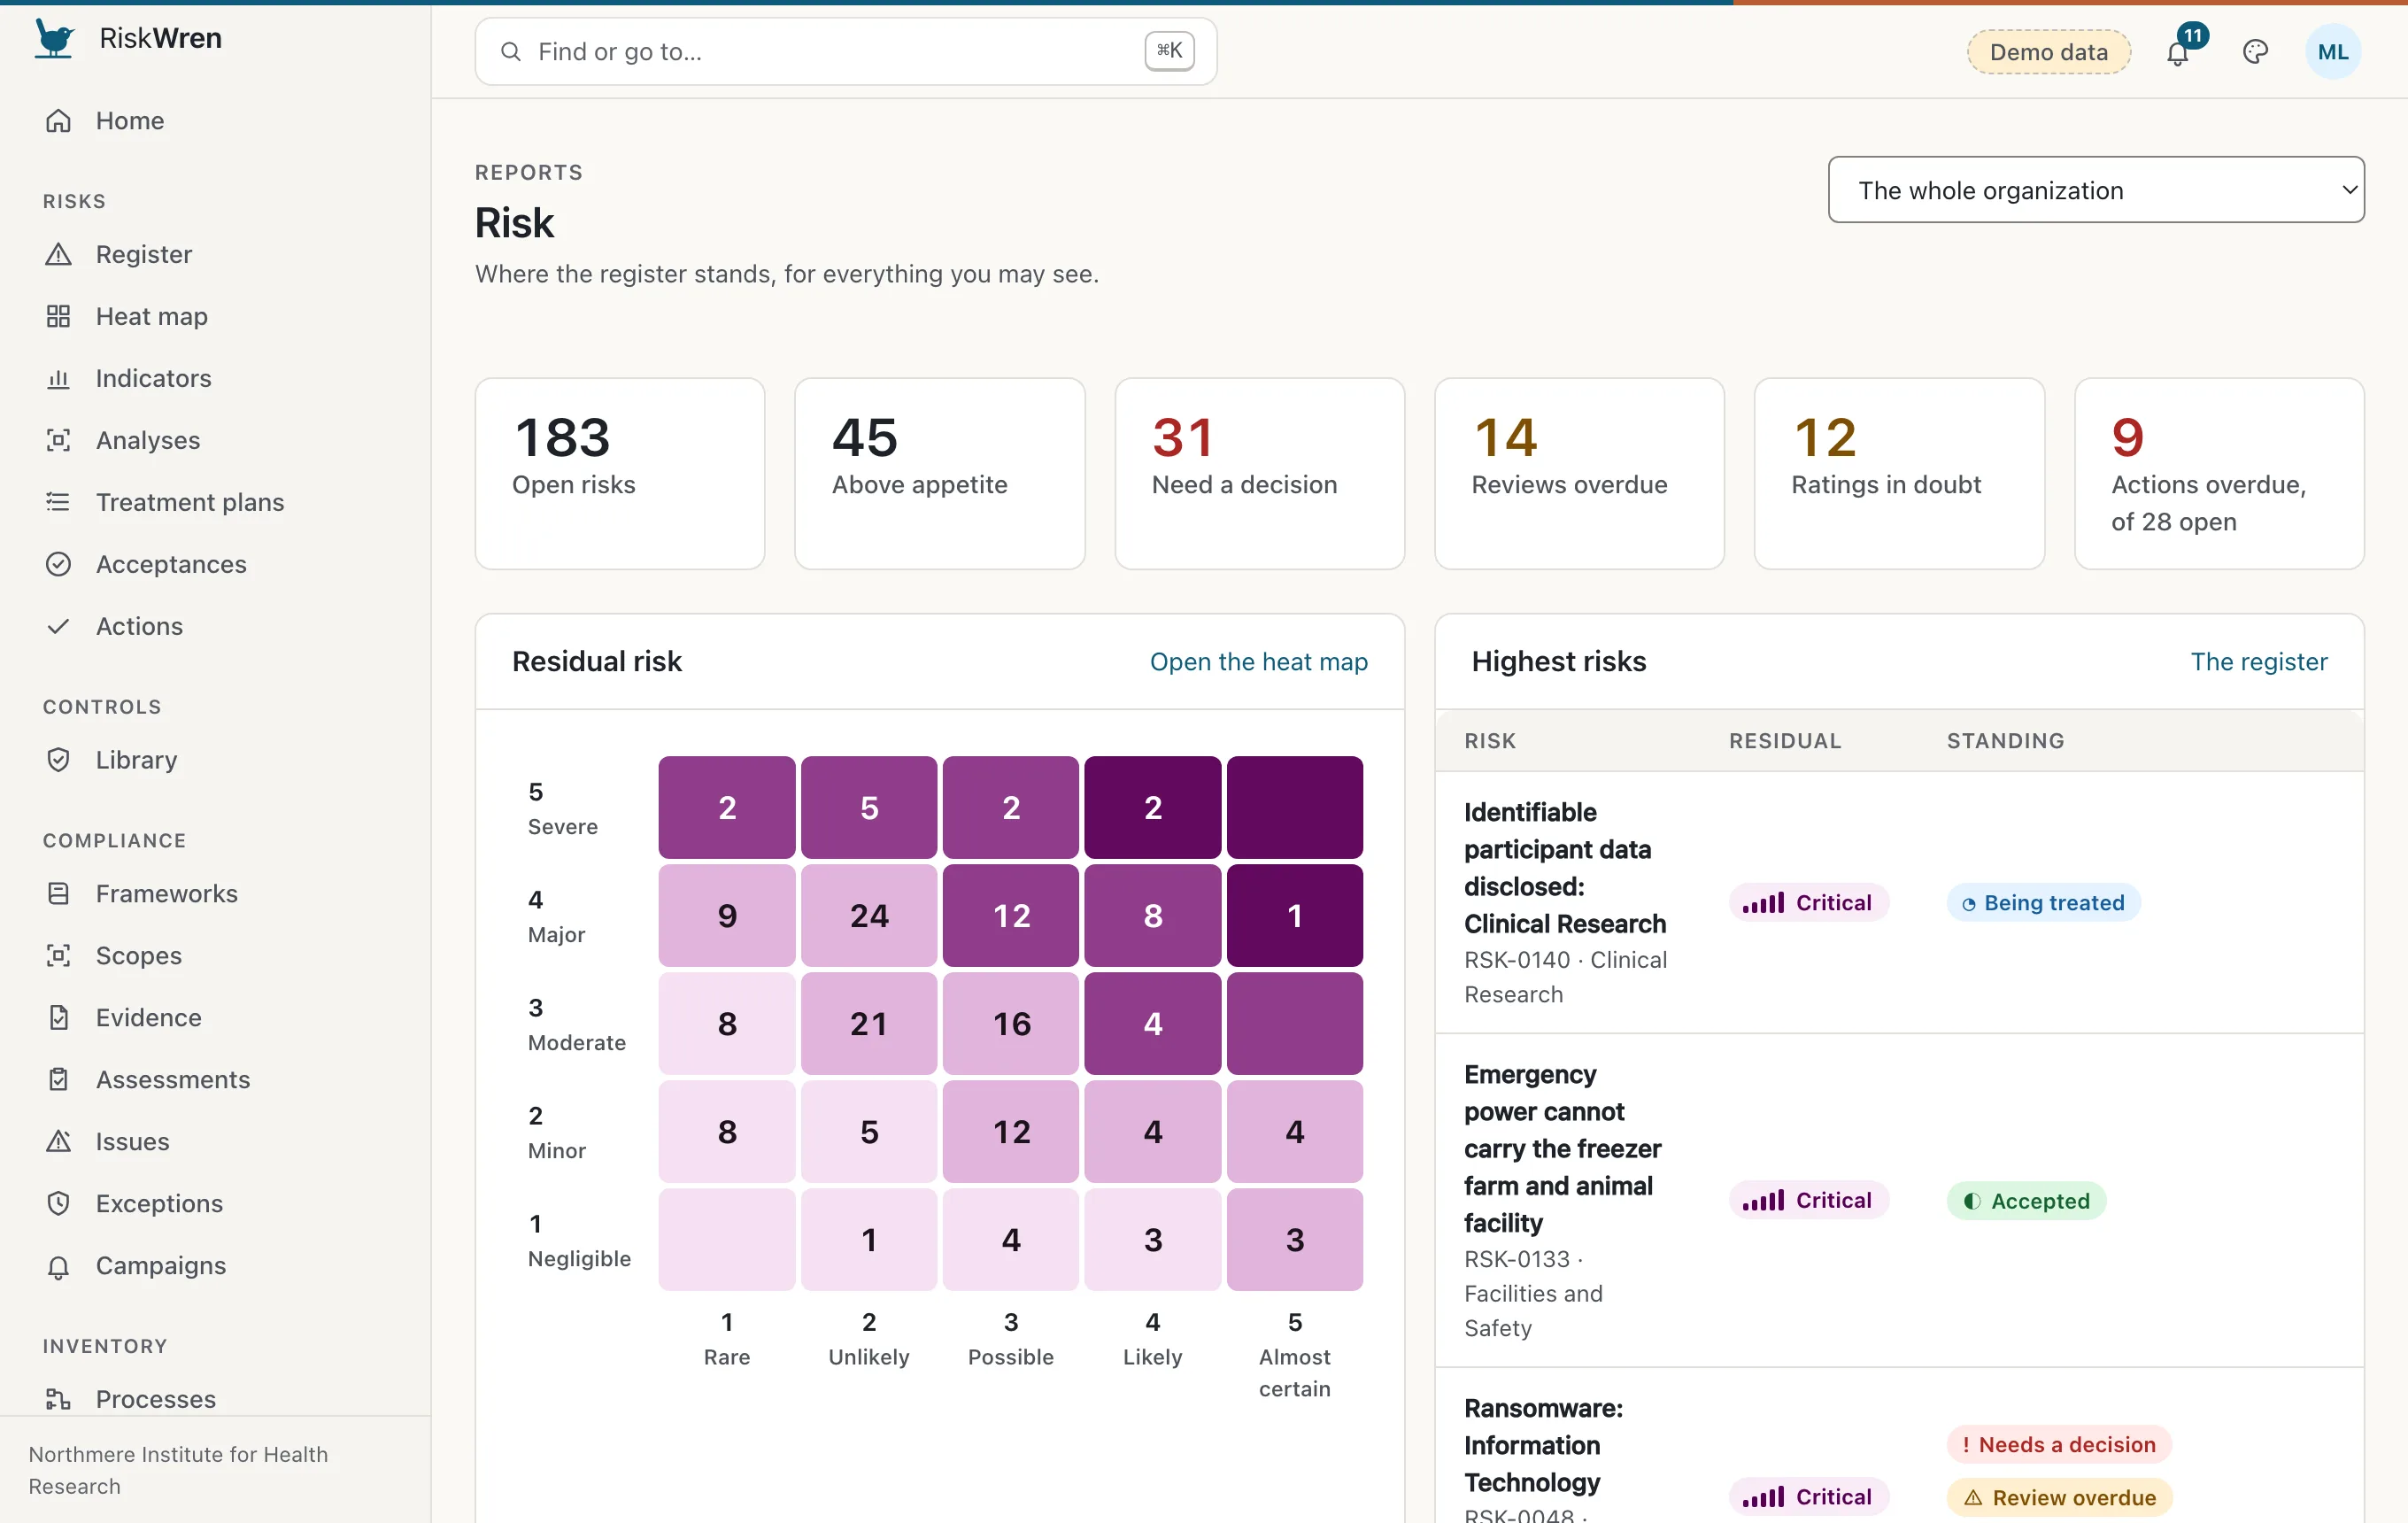 RiskWren
Find or go to...
⌘K
Demo data
11
ML
Home
RISKS
Register
Heat map
Indicators
Analyses
Treatment plans
Acceptances
Actions
CONTROLS
Library
COMPLIANCE
Frameworks
Scopes
Evidence
Assessments
Issues
Exceptions
Campaigns
INVENTORY
Processes
Northmere Institute for Health
Research
REPORTS
Risk
Where the register stands, for everything you may see.
The whole organization
183
Open risks
45
Above appetite
31
Need a decision
14
Reviews overdue
12
Ratings in doubt
9
Actions overdue,
of 28 open
Residual risk
Open the heat map
5
Severe
2 5 2 2
4
Major
9 24 12 8 1
3
Moderate
8 21 16 4
2
Minor
8 5 12 4 4
1
Negligible
1 4 3 3
1 2 3 4 5
Rare Unlikely Possible Likely Almost
certain
Highest risks
The register
RISK RESIDUAL STANDING
Identifiable
participant data
disclosed:
Clinical Research
RSK-0140 · Clinical
Research
Critical
Being treated
Emergency
power cannot
carry the freezer
farm and animal
facility
RSK-0133 ·
Facilities and
Safety
Critical
Accepted
Ransomware:
Information
Technology
RSK-0048 ·
Critical
! Needs a decision
Review overdue